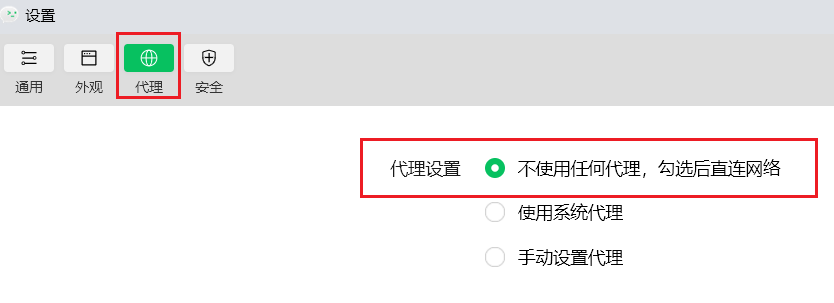 设置
通用 外观 代理 安全
代理设置 不使用任何代理，勾选后直连网络
使用系统代理
手动设置代理